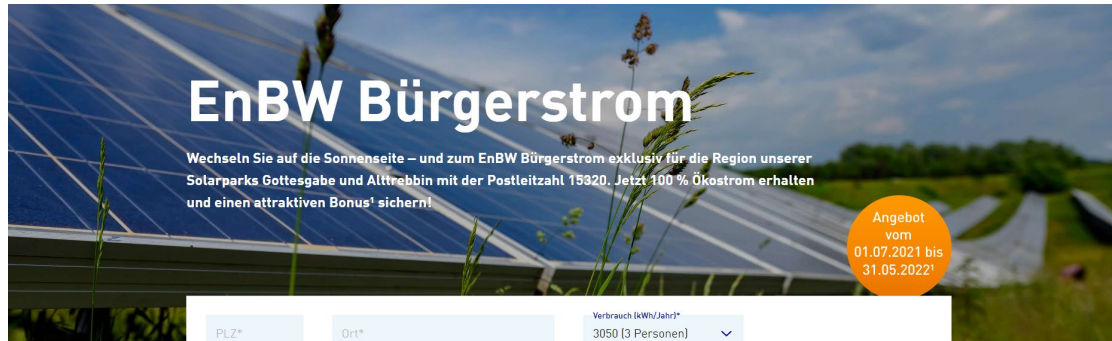 EnBW Bürgerstrom
Wechseln Sie auf die Sonnenseite – und zum EnBW Bürgerstrom exklusiv für die Region unserer
Solarparks Gottesgabe und Alttrebbin mit der Postleitzahl 15320. Jetzt 100 % Ökostrom erhalten
und einen attraktiven Bonus¹ sichern!
Angebot
vom
01.07.2021 bis
31.05.2022¹
Verbrauch (kWh/Jahr)*
PLZ* Ort* 3050 (3 Personen)